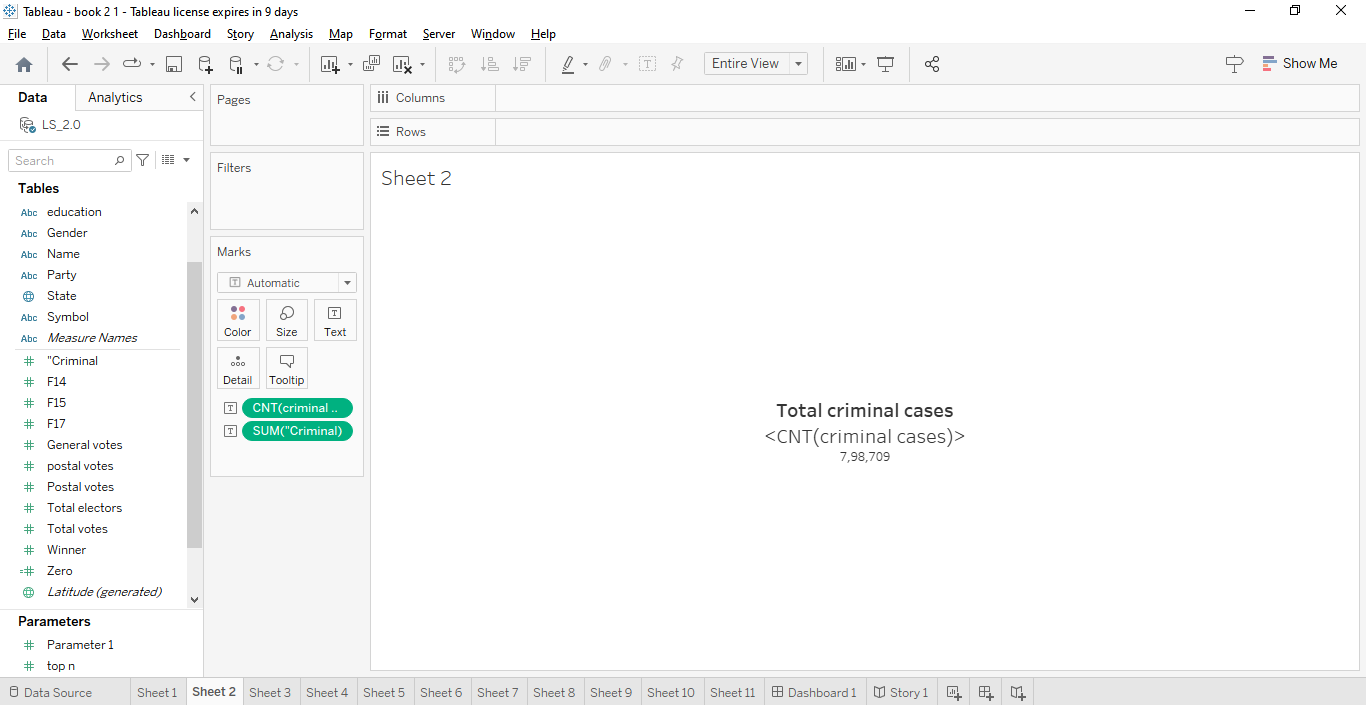 Tableau - book 2 1 - Tableau license expires in 9 days
File Data Worksheet Dashboard Story Analysis Map Format Server Window Help
Entire View
Show Me
Data Analytics
LS_2.0
Search
Tables
Abc education
Abc Gender
Abc Name
Abc Party
State
Abc Symbol
Abc Measure Names
# "Criminal
# F14
# F15
# F17
# General votes
# postal votes
# Postal votes
# Total electors
# Total votes
# Winner
=# Zero
Latitude (generated)
Parameters
# Parameter 1
# top n
Pages
Filters
Marks
T Automatic
Color Size Text
Detail Tooltip
T CNT(criminal ..
T SUM("Criminal)
Columns
Rows
Sheet 2
Total criminal cases
<CNT(criminal cases)>
7,98,709
Data Source Sheet 1 Sheet 2 Sheet 3 Sheet 4 Sheet 5 Sheet 6 Sheet 7 Sheet 8 Sheet 9 Sheet 10 Sheet 11 Dashboard 1 Story 1